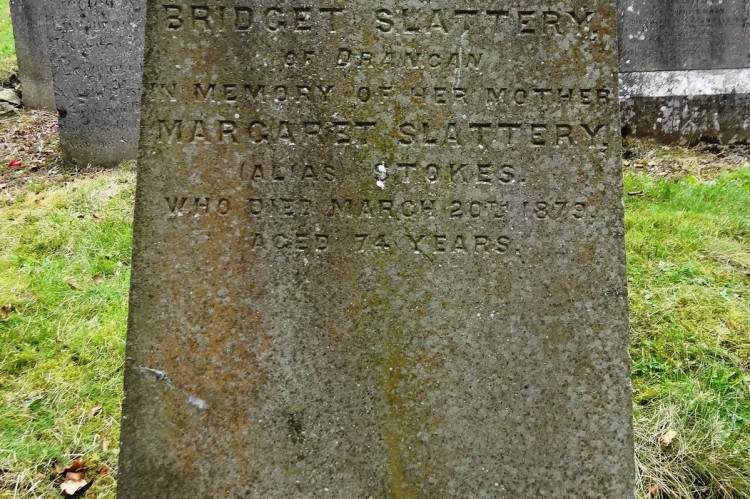 BRIDGET SLATTERY,
OF DRANGAN
IN MEMORY OF HER MOTHER
MARGARET SLATTERY,
(ALIAS STOKES.
WHO DIED MARCH 20TH 1879.
AGED 74 YEARS.